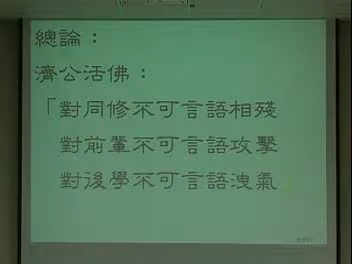 總論：
濟公活佛：
「對同修不可言語相殘
對前輩不可言語攻擊
對後學不可言語洩氣